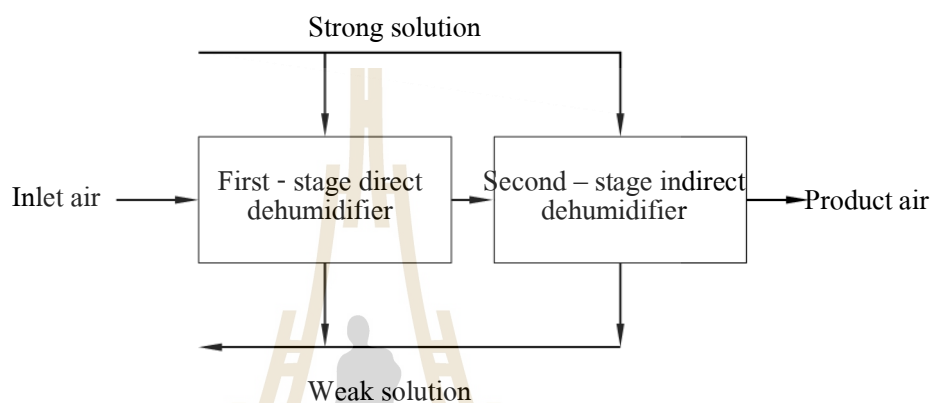 Strong solution
First - stage direct
dehumidifier
Second – stage indirect
dehumidifier
Inlet air
Product air
Weak solution